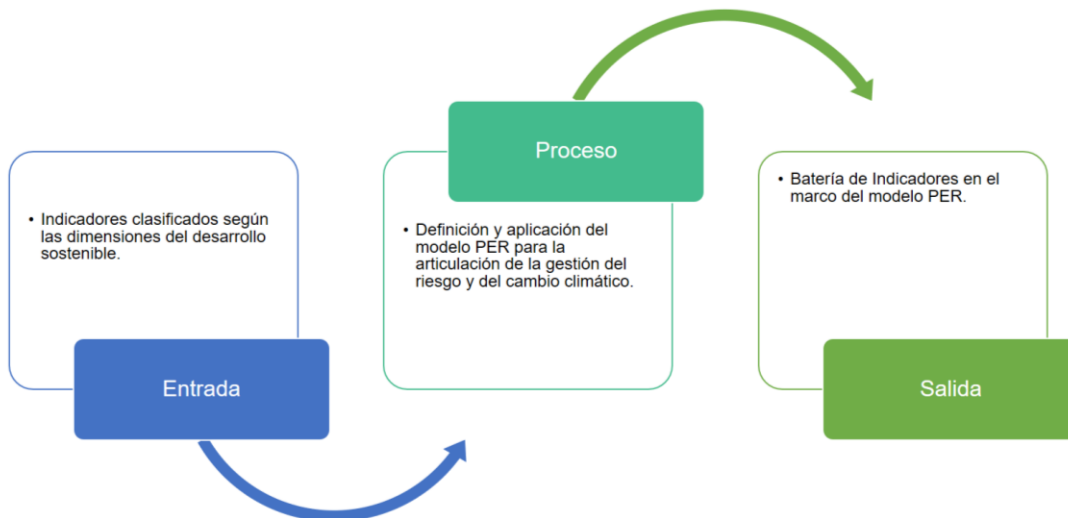 • Indicadores clasificados según
las dimensiones del desarrollo
sostenible.
Entrada
Proceso
• Definición y aplicación del
modelo PER para la
articulación de la gestión del
riesgo y del cambio climático.
• Batería de Indicadores en el
marco del modelo PER.
Salida